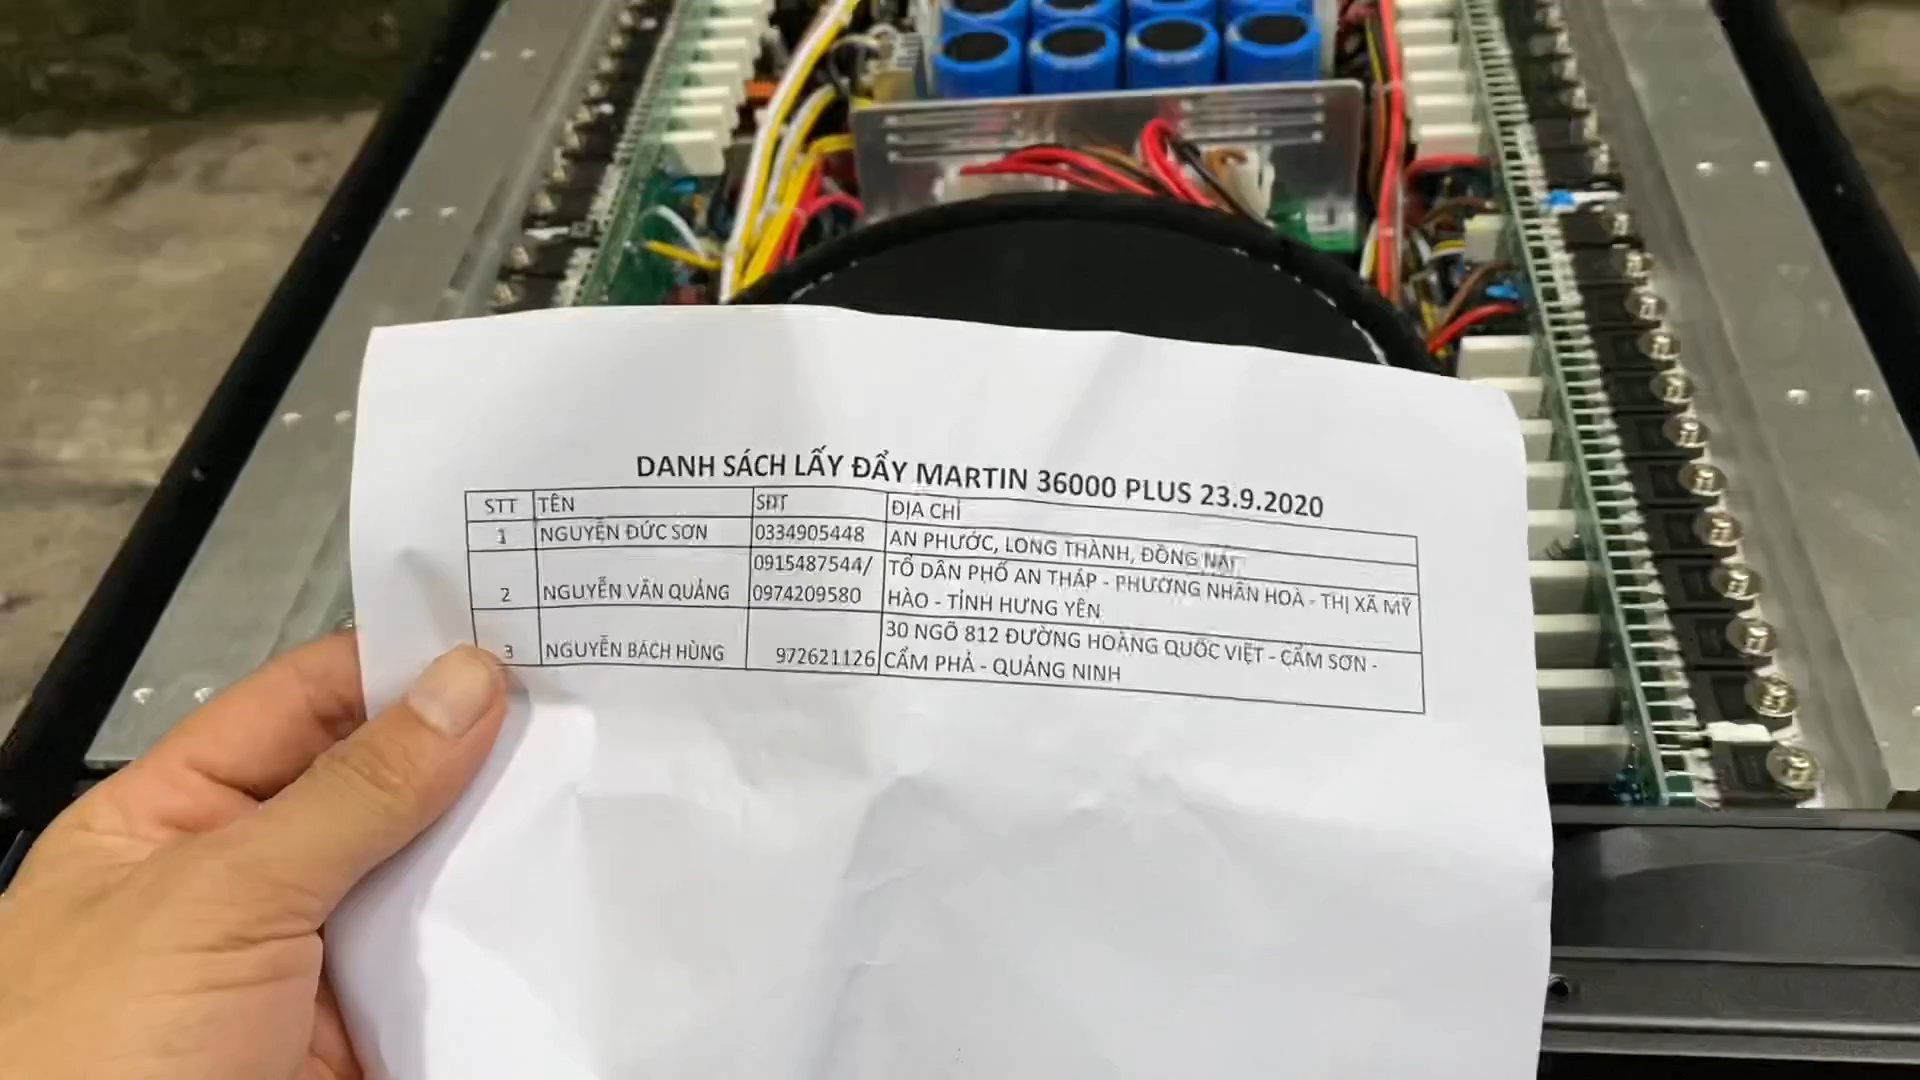 DANH SÁCH LẤY ĐẨY MARTIN 36000 PLUS 23.9.2020
STT TÊN SĐT ĐỊA CHỈ
1 NGUYỄN ĐỨC SƠN 0334905448 AN PHƯỚC, LONG THÀNH, ĐỒNG NAI
0915487544/ TỔ DÂN PHỐ AN THÁP - PHƯỜNG NHÂN HOÀ - THỊ XÃ MỸ
2 NGUYỄN VĂN QUẢNG 0974209580 HÀO - TỈNH HƯNG YÊN
30 NGÕ 812 ĐƯỜNG HOÀNG QUỐC VIỆT - CẨM SƠN -
3 NGUYỄN BÁCH HÙNG 972621126 CẨM PHẢ - QUẢNG NINH